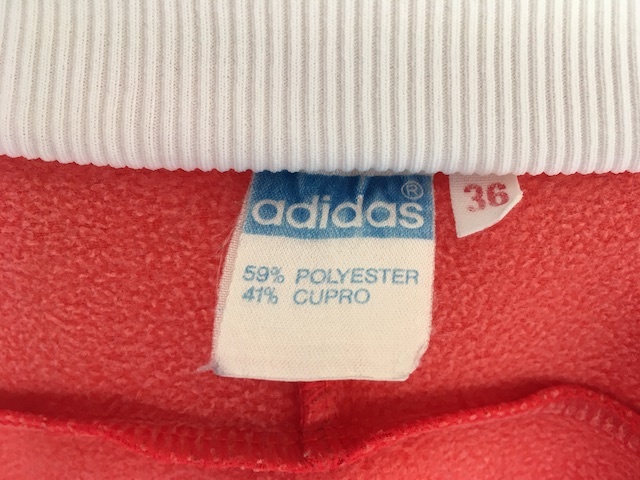 adidas®
36
59% POLYESTER
41% CUPRO